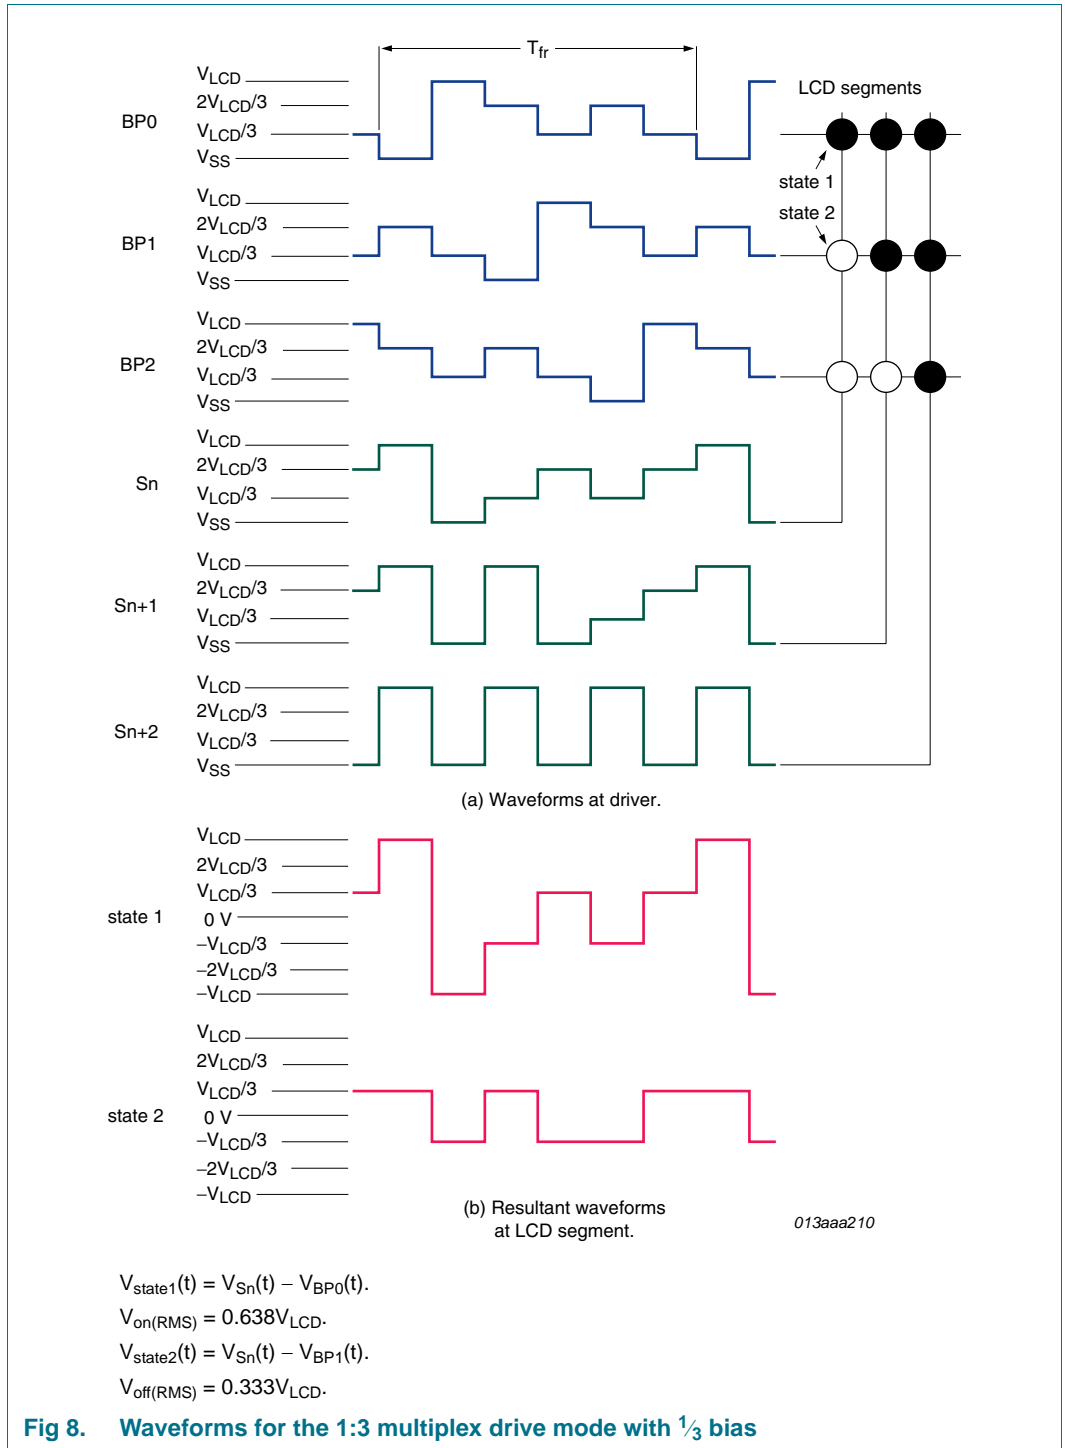 Tfr
BP0
VLCD
2VLCD/3
VLCD/3
VSS
LCD segments
state 1
state 2
BP1
VLCD
2VLCD/3
VLCD/3
VSS
BP2
VLCD
2VLCD/3
VLCD/3
VSS
Sn
VLCD
2VLCD/3
VLCD/3
VSS
Sn+1
VLCD
2VLCD/3
VLCD/3
VSS
Sn+2
VLCD
2VLCD/3
VLCD/3
VSS
(a) Waveforms at driver.
state 1
VLCD
2VLCD/3
VLCD/3
0 V
−VLCD/3
−2VLCD/3
−VLCD
state 2
VLCD
2VLCD/3
VLCD/3
0 V
−VLCD/3
−2VLCD/3
−VLCD
(b) Resultant waveforms
at LCD segment.
013aaa210
Vstate1(t) = VSn(t) − VBP0(t).
Von(RMS) = 0.638VLCD.
Vstate2(t) = VSn(t) − VBP1(t).
Voff(RMS) = 0.333VLCD.
Fig 8. Waveforms for the 1:3 multiplex drive mode with 1⁄3 bias